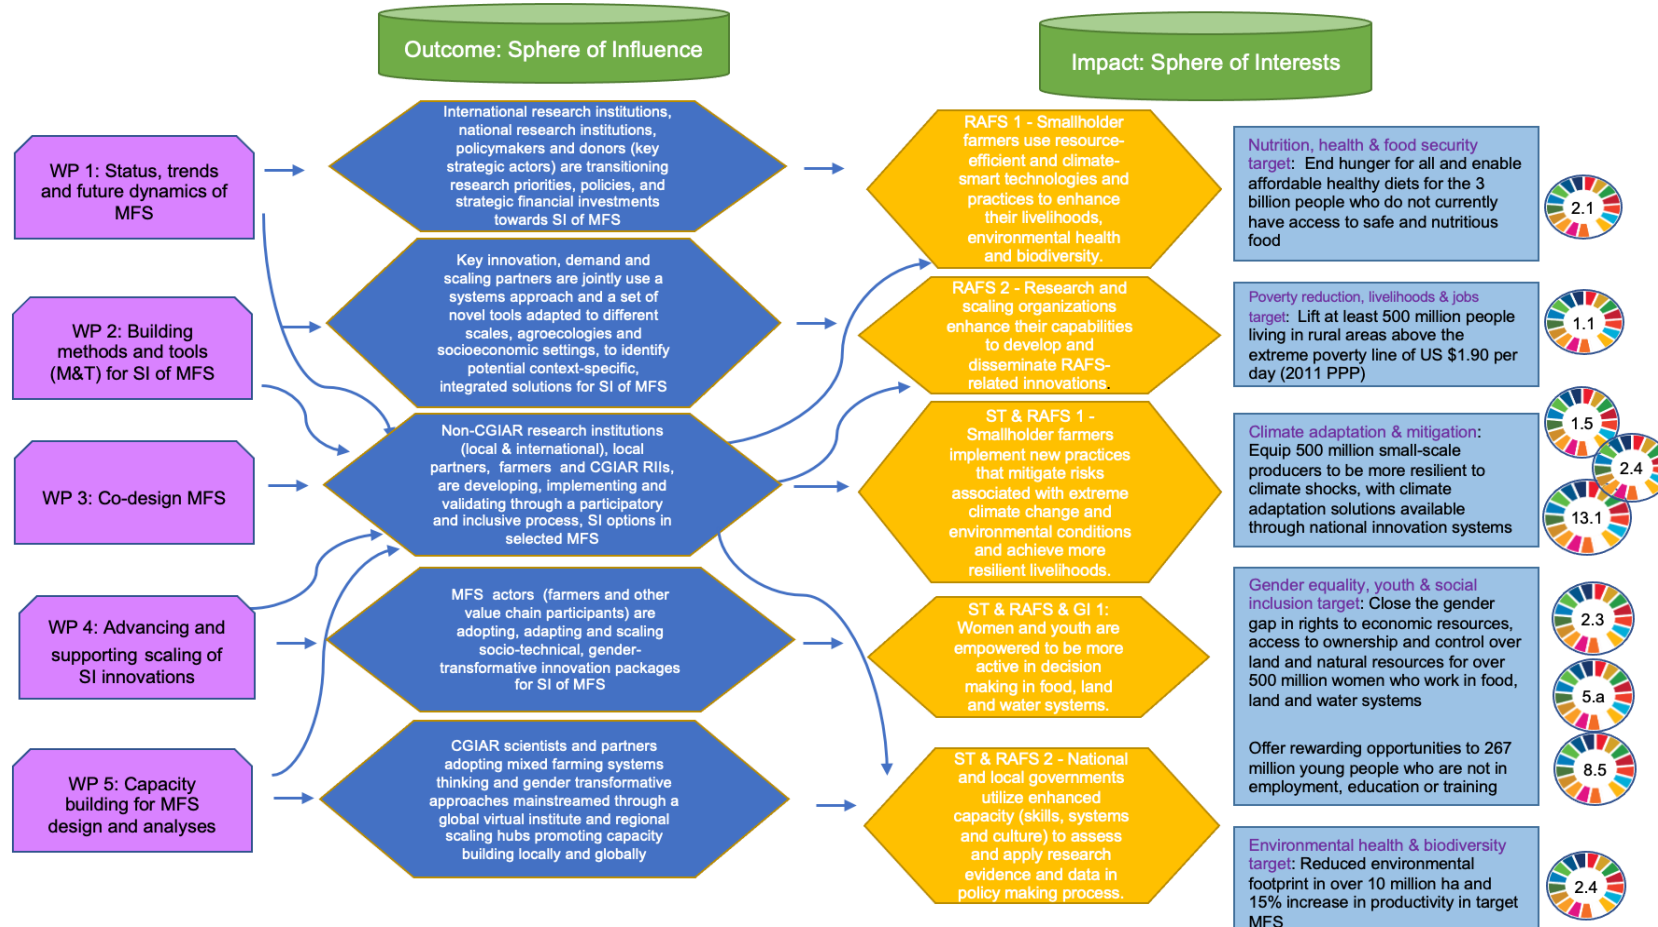 Outcome: Sphere of Influence
Impact: Sphere of Interests
WP 1: Status, trends
and future dynamics of
MFS
WP 2: Building
methods and tools
(M&T) for SI of MFS
WP 3: Co-design MFS
WP 4: Advancing and
supporting scaling of
SI innovations
WP 5: Capacity
building for MFS
design and analyses
International research institutions,
national research institutions,
policymakers and donors (key
strategic actors) are transitioning
research priorities, policies, and
strategic financial investments
towards SI of MFS
Key innovation, demand and
scaling partners are jointly use a
systems approach and a set of
novel tools adapted to different
scales, agroecologies and
socioeconomic settings, to identify
potential context-specific,
integrated solutions for SI of MFS
Non-CGIAR research institutions
(local & international), local
partners, farmers and CGIAR RIIs,
are developing, implementing and
validating through a participatory
and inclusive process, SI options in
selected MFS
MFS actors (farmers and other
value chain participants) are
adopting, adapting and scaling
socio-technical, gender-
transformative innovation packages
for SI of MFS
CGIAR scientists and partners
adopting mixed farming systems
thinking and gender transformative
approaches mainstreamed through a
global virtual institute and regional
scaling hubs promoting capacity
building locally and globally
RAFS 1 - Smallholder
farmers use resource-
efficient and climate-
smart technologies and
practices to enhance
their livelihoods,
environmental health
and biodiversity.
RAFS 2 - Research and
scaling organizations
enhance their capabilities
to develop and
disseminate RAFS-
related innovations.
ST & RAFS 1 -
Smallholder farmers
implement new practices
that mitigate risks
associated with extreme
climate change and
environmental conditions
and achieve more
resilient livelihoods.
ST & RAFS & GI 1:
Women and youth are
empowered to be more
active in decision
making in food, land
and water systems.
ST & RAFS 2 - National
and local governments
utilize enhanced
capacity (skills, systems
and culture) to assess
and apply research
evidence and data in
policy making process.
Nutrition, health & food security
target: End hunger for all and enable
affordable healthy diets for the 3
billion people who do not currently
have access to safe and nutritious
food
2.1
Poverty reduction, livelihoods & jobs
target: Lift at least 500 million people
living in rural areas above the
extreme poverty line of US $1.90 per
day (2011 PPP)
1.1
Climate adaptation & mitigation:
Equip 500 million small-scale
producers to be more resilient to
climate shocks, with climate
adaptation solutions available
through national innovation systems
1.5
2.4
13.1
Gender equality, youth & social
inclusion target: Close the gender
gap in rights to economic resources,
access to ownership and control over
land and natural resources for over
500 million women who work in food,
land and water systems
Offer rewarding opportunities to 267
million young people who are not in
employment, education or training
2.3
5.a
8.5
Environmental health & biodiversity
target: Reduced environmental
footprint in over 10 million ha and
15% increase in productivity in target
MFS
2.4